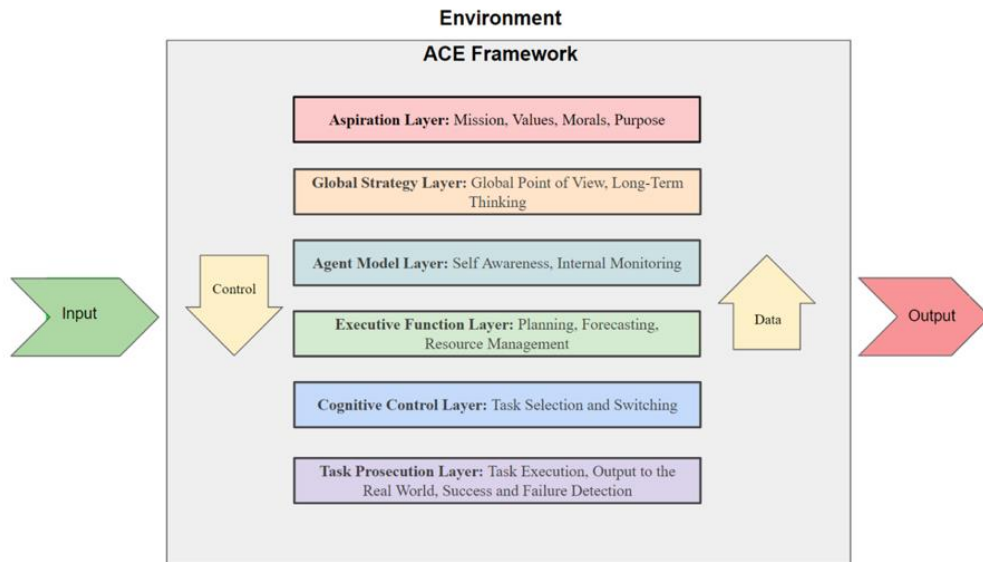 Environment
ACE Framework
Aspiration Layer: Mission, Values, Morals, Purpose
Global Strategy Layer: Global Point of View, Long-Term
Thinking
Agent Model Layer: Self Awareness, Internal Monitoring
Input
Control
Executive Function Layer: Planning, Forecasting,
Resource Management
Data
Output
Cognitive Control Layer: Task Selection and Switching
Task Prosecution Layer: Task Execution, Output to the
Real World, Success and Failure Detection